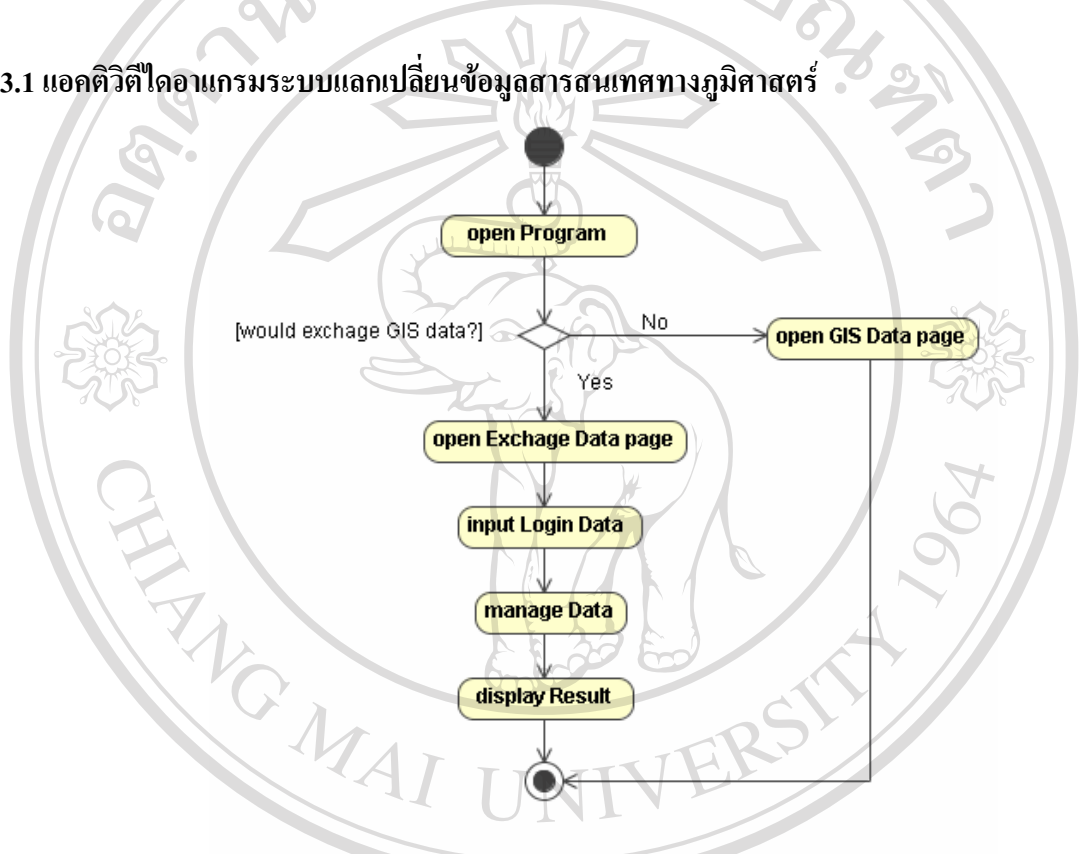 3.1 แอคติวิตีไดอาแกรมระบบแลกเปลี่ยนข้อมูลสารสนเทศทางภูมิศาสตร์
open Program
[would exchage GIS data?]
No
open GIS Data page
Yes
open Exchage Data page
input Login Data
manage Data
display Result
CHIANG MAI UNIVERSITY 1964